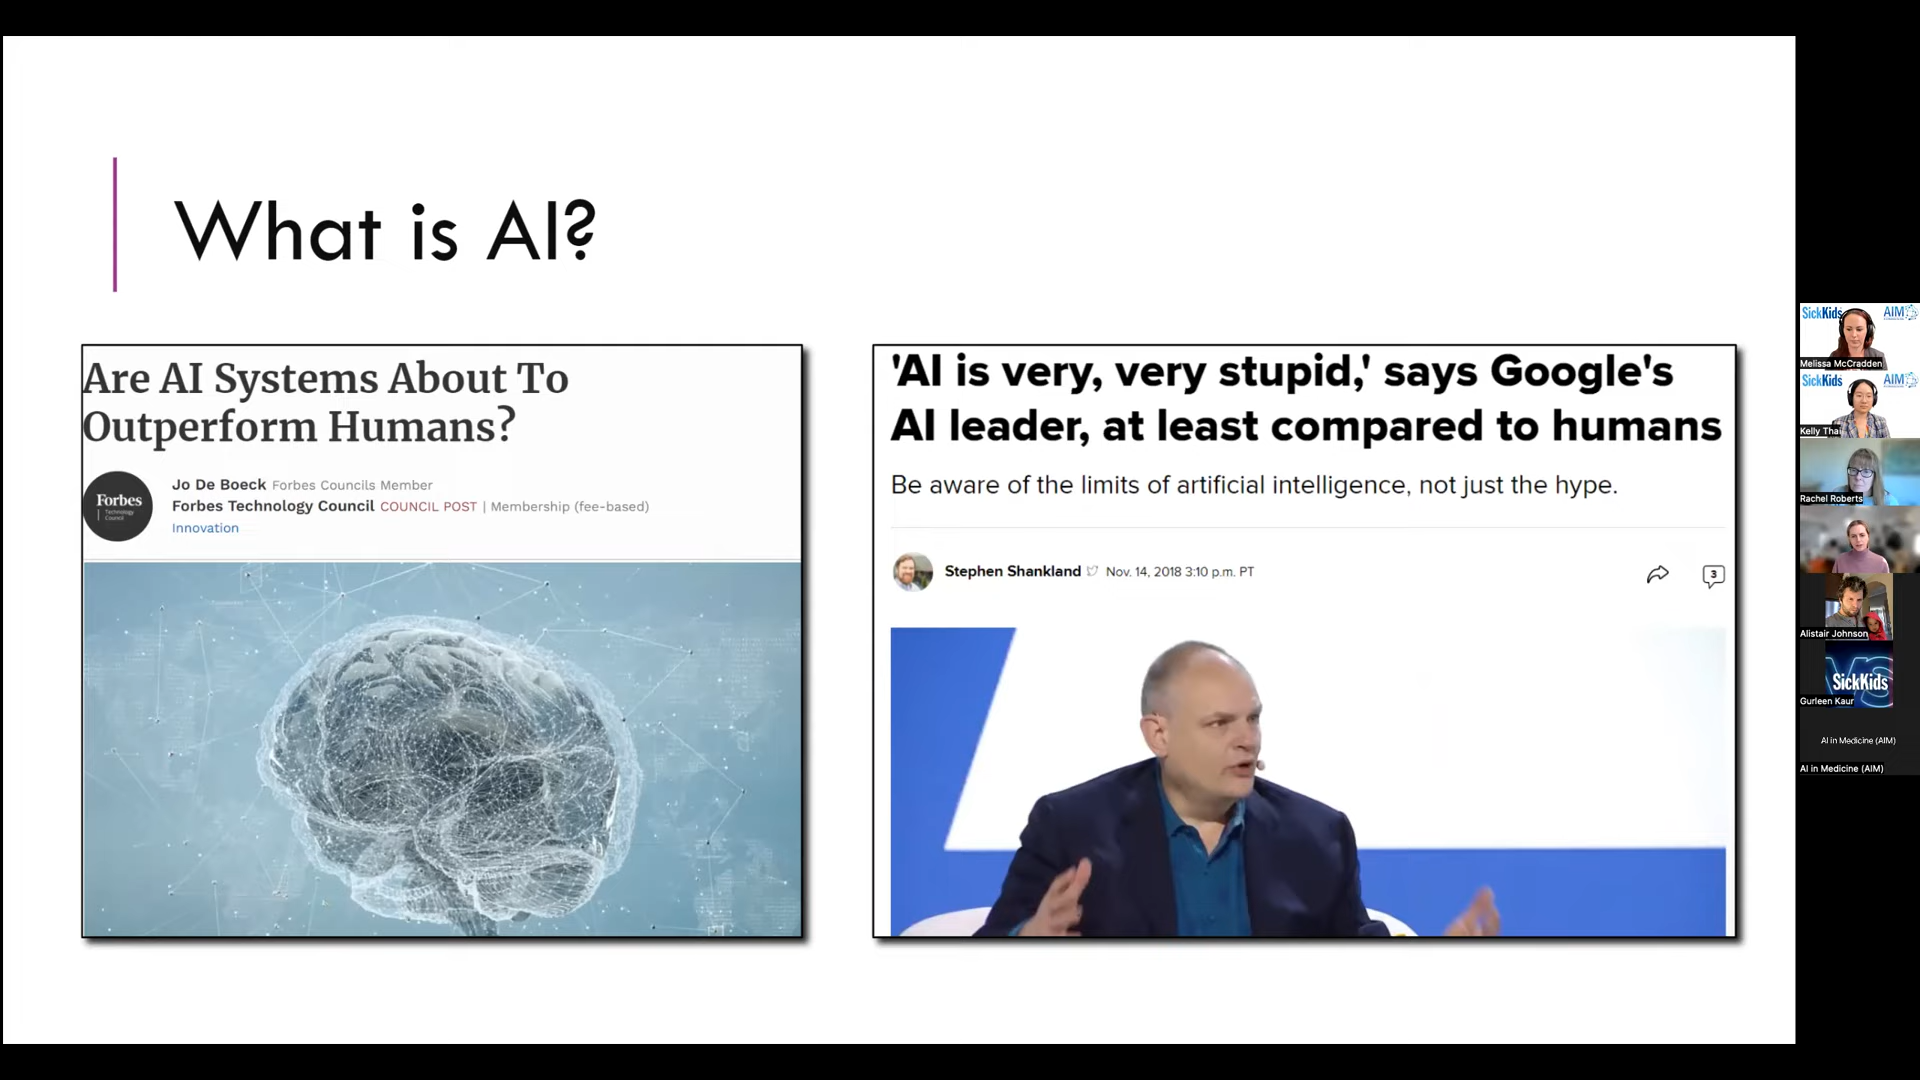 What is AI?
Are AI Systems About To
Outperform Humans?
Forbes
Technology
Council
Jo De Boeck Forbes Councils Member
Forbes Technology Council COUNCIL POST | Membership (fee-based)
Innovation
'AI is very, very stupid,' says Google's
AI leader, at least compared to humans
Be aware of the limits of artificial intelligence, not just the hype.
Stephen Shankland Nov. 14, 2018 3:10 p.m. PT
3
SickKids AIM
Melissa McCradden
SickKids AIM
Kelly Thai
Rachel Roberts
Alistair Johnson
VS
SickKids
Gurleen Kaur
AI in Medicine (AIM)
AI in Medicine (AIM)